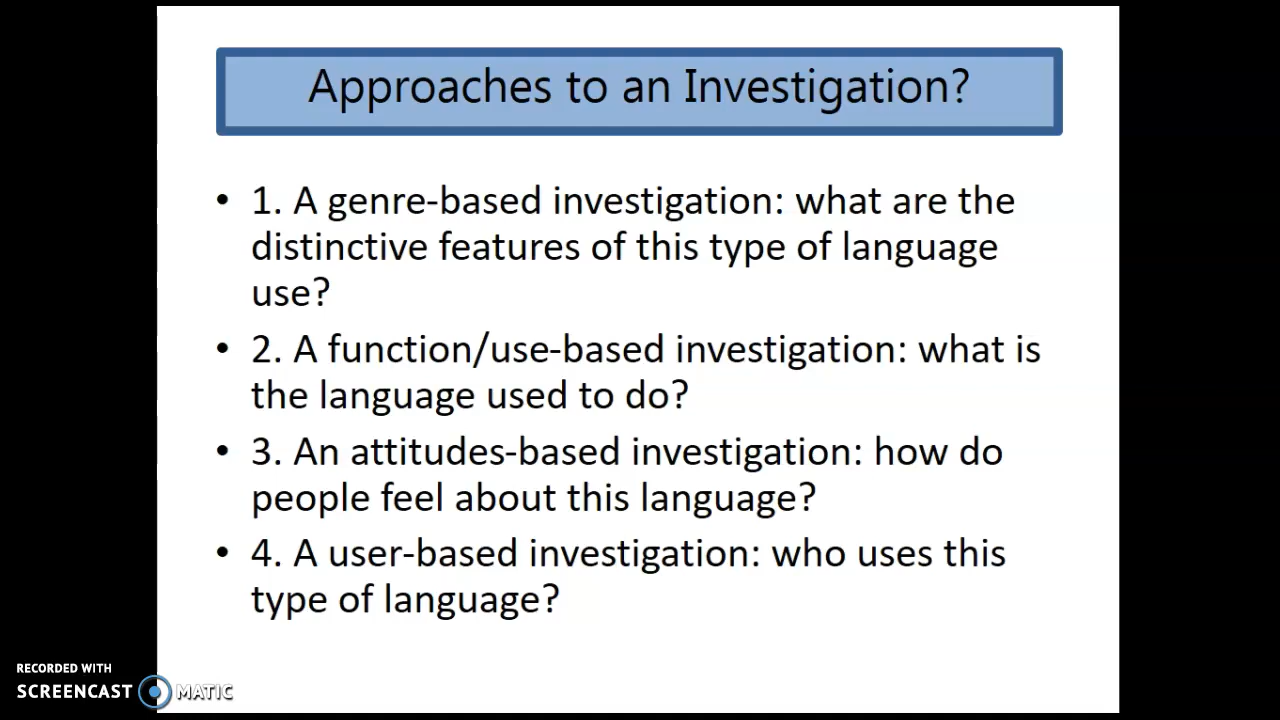 Approaches to an Investigation?
• 1. A genre-based investigation: what are the
distinctive features of this type of language
use?
• 2. A function/use-based investigation: what is
the language used to do?
• 3. An attitudes-based investigation: how do
people feel about this language?
• 4. A user-based investigation: who uses this
type of language?
RECORDED WITH
SCREENCAST MATIC